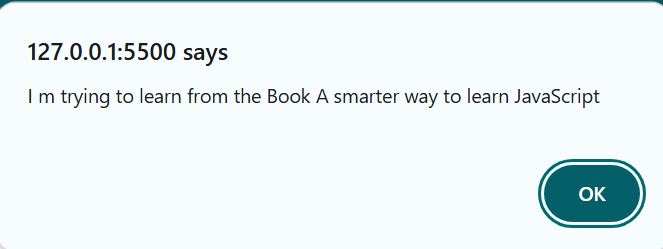 127.0.0.1:5500 says
I m trying to learn from the Book A smarter way to learn JavaScript
OK